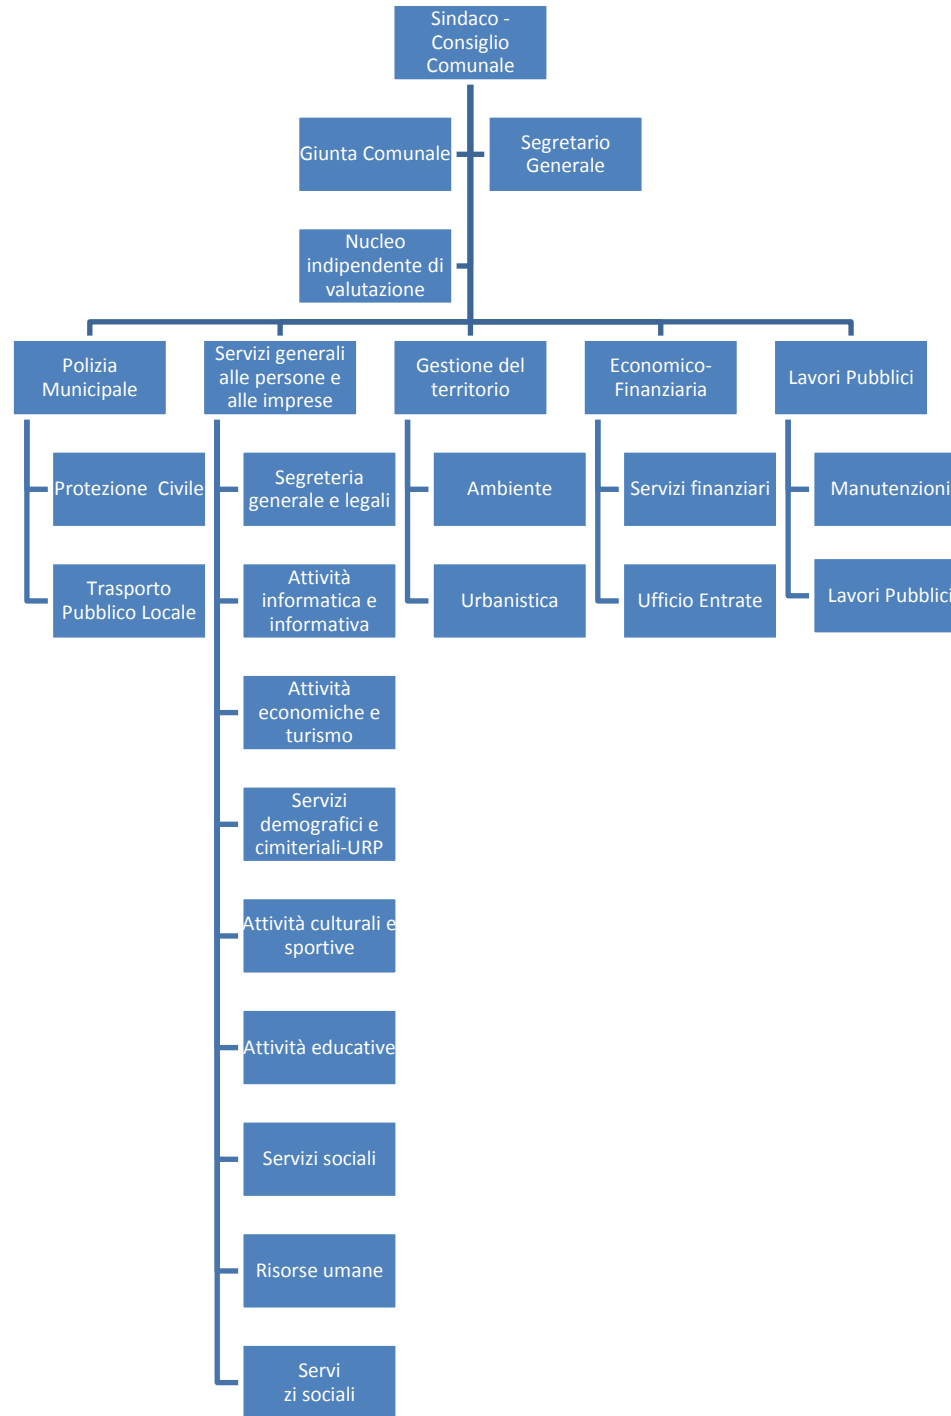 Sindaco -
Consiglio
Comunale
Giunta Comunale
Segretario
Generale
Nucleo
indipendente di
valutazione
Polizia
Municipale
Servizi generali
alle persone e
alle imprese
Gestione del
territorio
Economico-
Finanziaria
Lavori Pubblici
Protezione  Civile
Segreteria
generale e legali
Ambiente
Servizi finanziari
Manutenzioni
Trasporto
Pubblico Locale
Attività
informatica e
informativa
Urbanistica
Ufficio Entrate
Lavori Pubblici
Attività
economiche e
turismo
Servizi
demografici e
cimiteriali-URP
Attività culturali e
sportive
Attività educative
Servizi sociali
Risorse umane
Servi
zi sociali